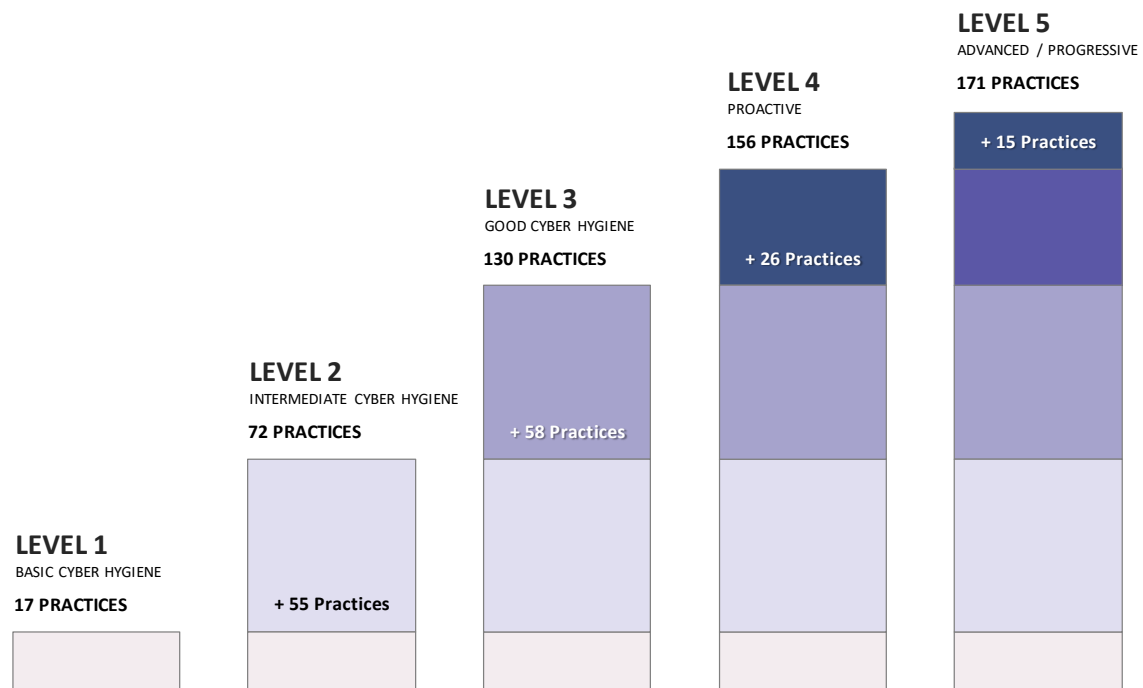 LEVEL 5
ADVANCED / PROGRESSIVE
171 PRACTICES
+ 15 Practices
LEVEL 4
PROACTIVE
156 PRACTICES
+ 26 Practices
LEVEL 3
GOOD CYBER HYGIENE
130 PRACTICES
+ 58 Practices
LEVEL 2
INTERMEDIATE CYBER HYGIENE
72 PRACTICES
+ 55 Practices
LEVEL 1
BASIC CYBER HYGIENE
17 PRACTICES